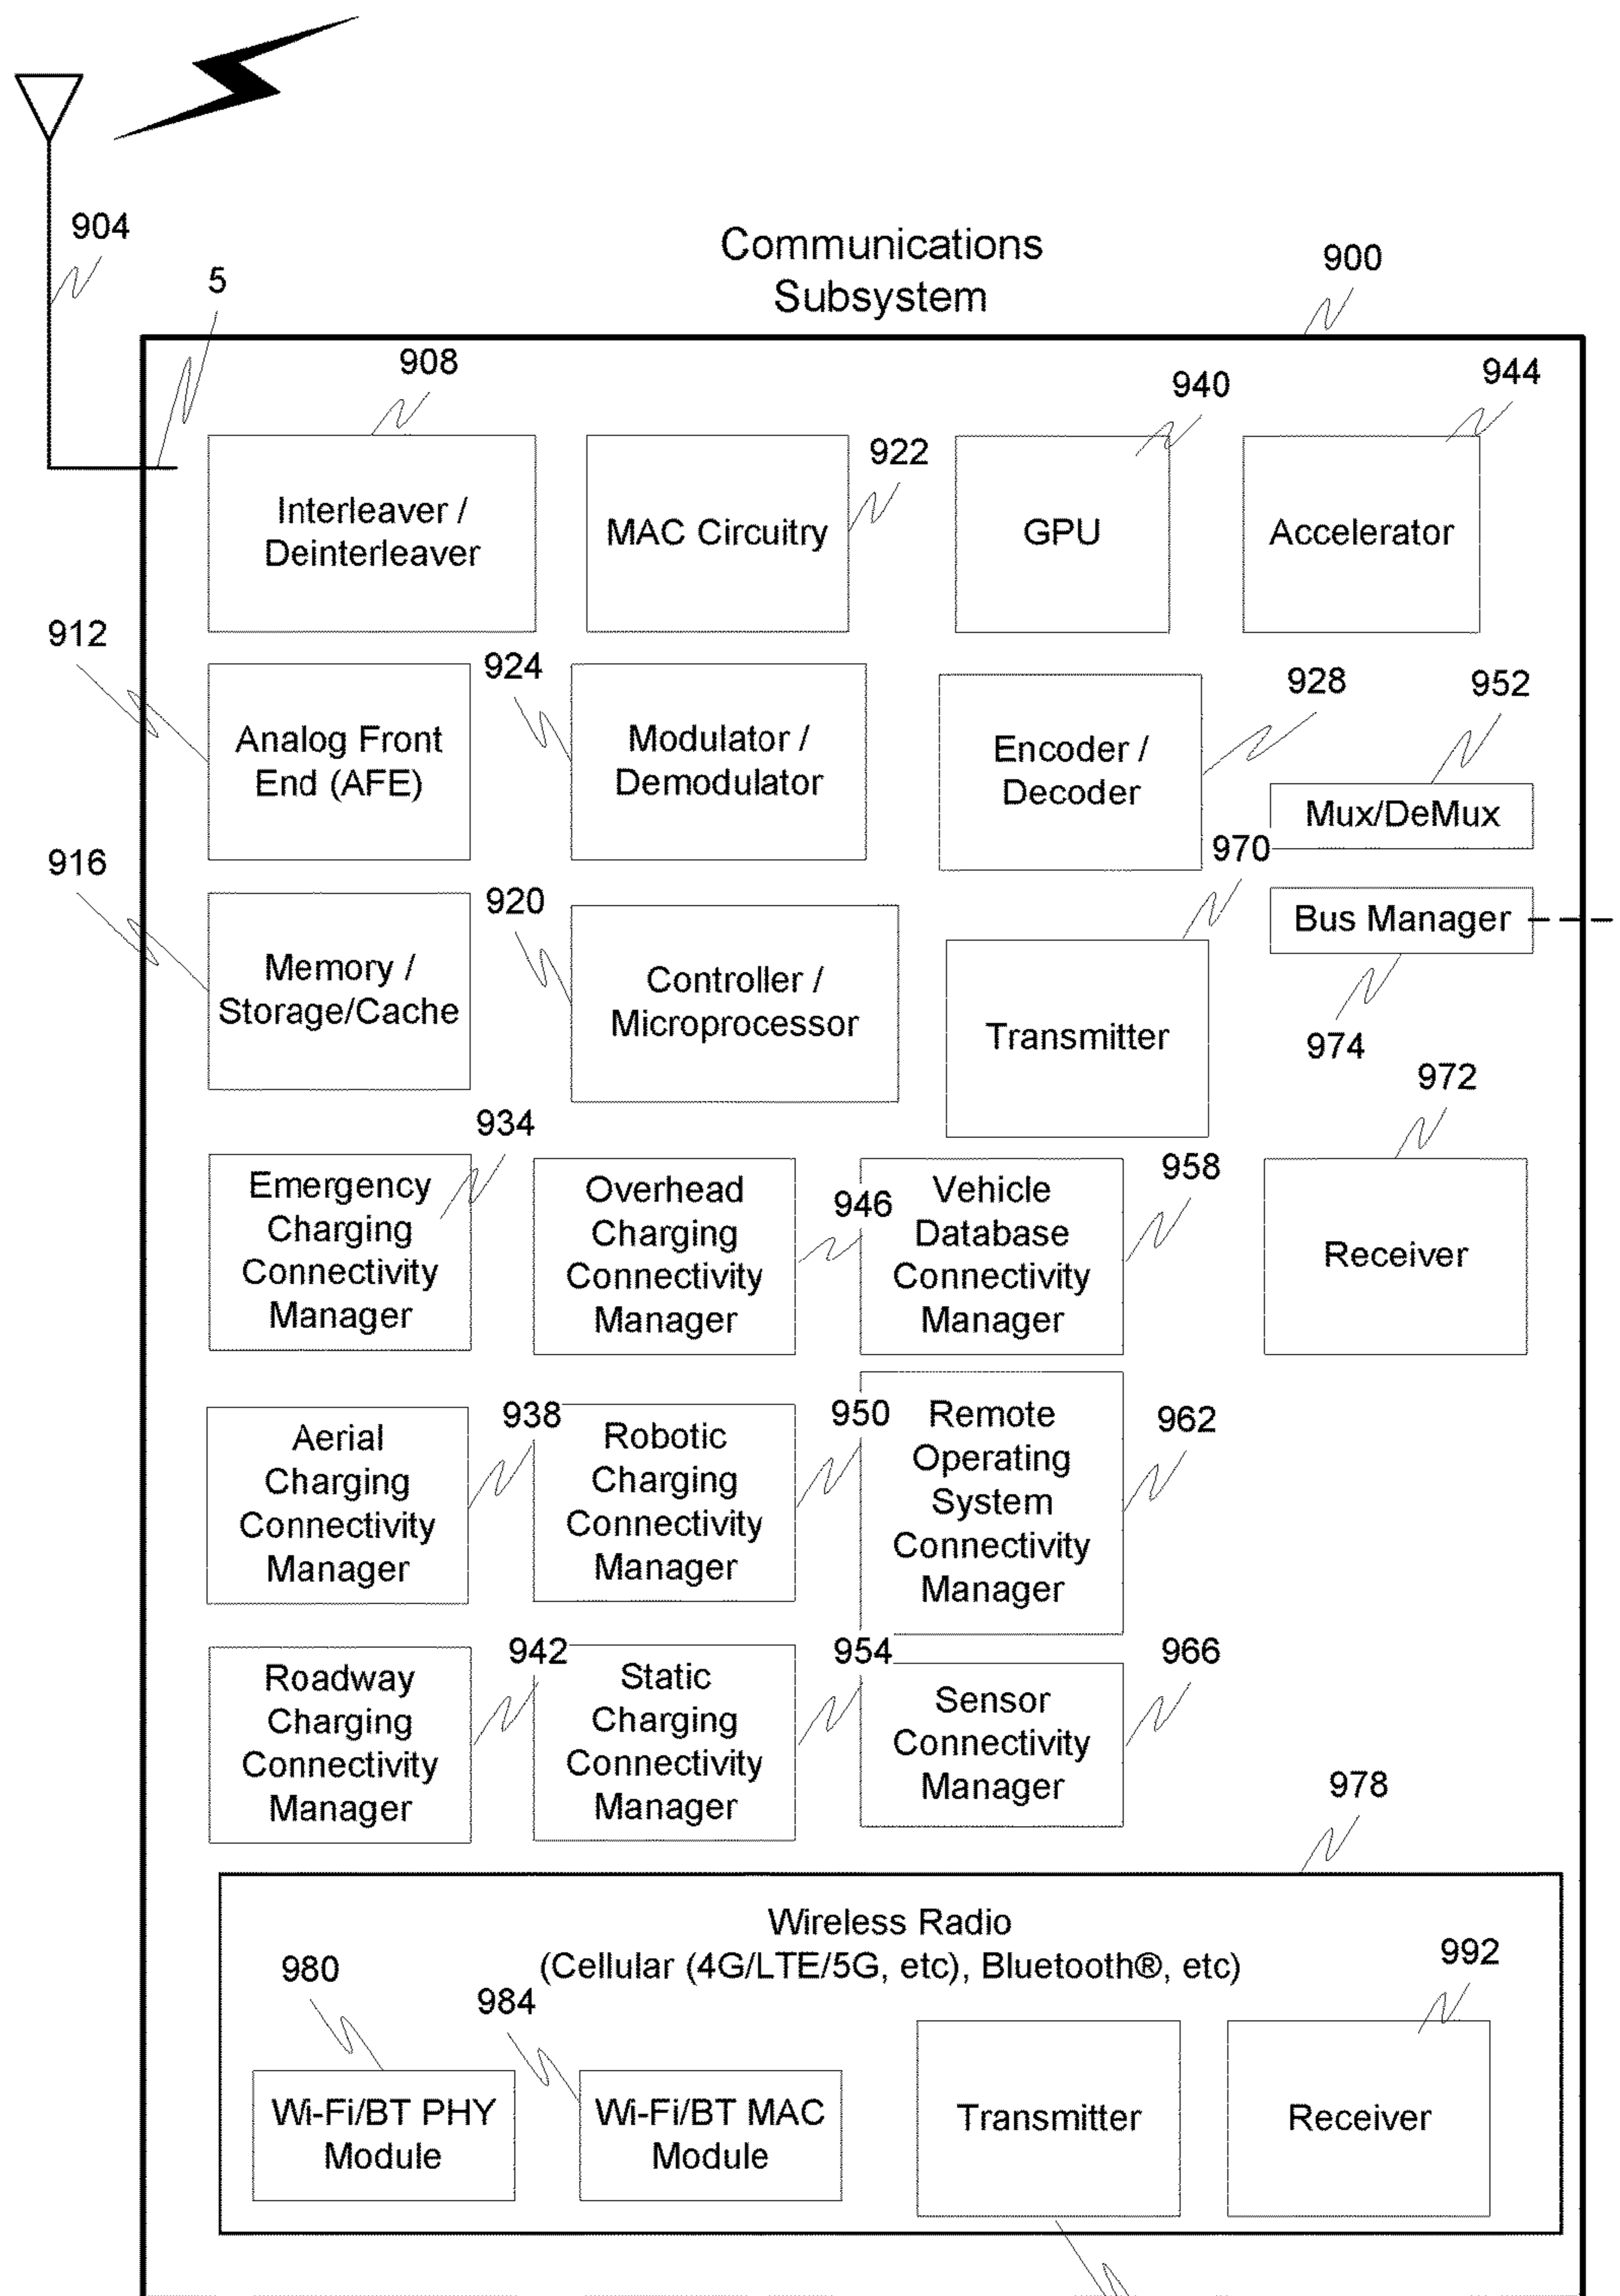 904
5
Communications
Subsystem
900
908
940
944
922
Interleaver /
Deinterleaver
MAC Circuitry
GPU
Accelerator
912
924
928
952
Analog Front
End (AFE)
Modulator /
Demodulator
Encoder /
Decoder
Mux/DeMux
970
916
920
Bus Manager
Memory /
Storage/Cache
Controller /
Microprocessor
Transmitter
974
972
934
946
958
Emergency
Charging
Connectivity
Manager
Overhead
Charging
Connectivity
Manager
Vehicle
Database
Connectivity
Manager
Receiver
938
950
962
Aerial
Charging
Connectivity
Manager
Robotic
Charging
Connectivity
Manager
Remote
Operating
System
Connectivity
Manager
942
954
966
Roadway
Charging
Connectivity
Manager
Static
Charging
Connectivity
Manager
Sensor
Connectivity
Manager
978
Wireless Radio
(Cellular (4G/LTE/5G, etc), Bluetooth®, etc)
980
984
992
Wi-Fi/BT PHY
Module
Wi-Fi/BT MAC
Module
Transmitter
Receiver